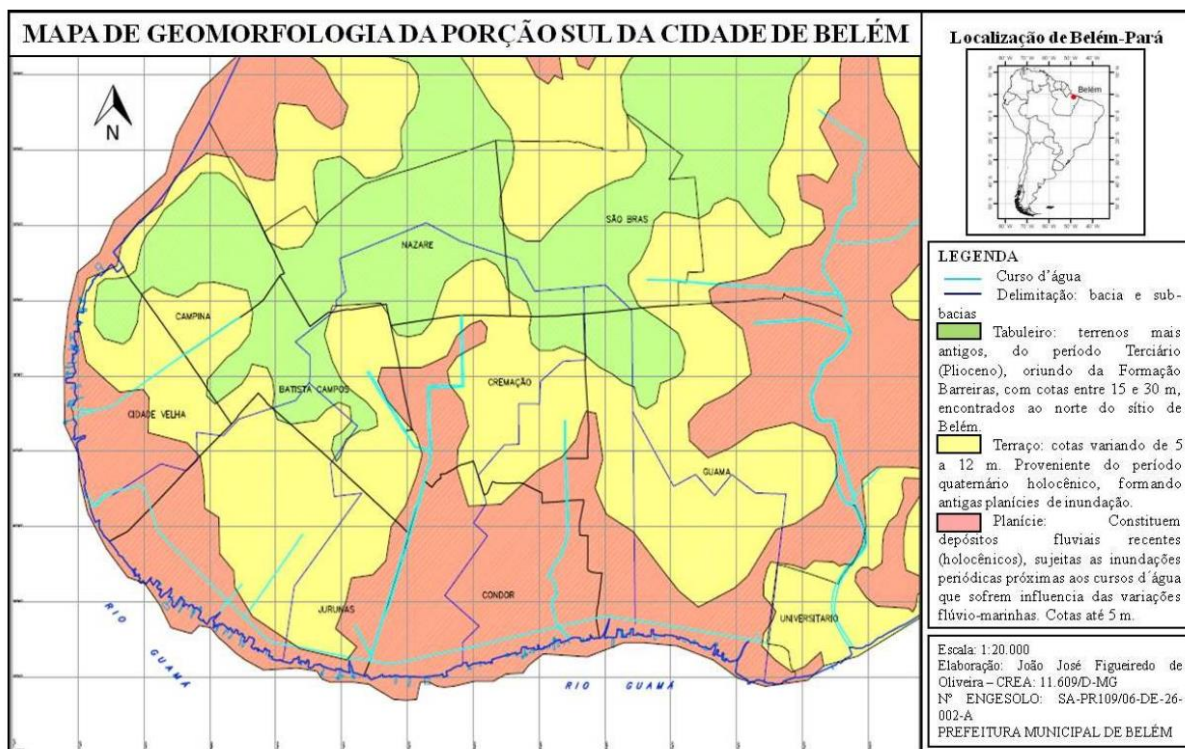 MAPA DE GEOMORFOLOGIA DA PORÇÃO SUL DA CIDADE DE BELÉM
N
SÃO BRAS
NAZARE
CAMPINA
BATISTA CAMPOS
CREMAÇÃO
CIDADE VELHA
GUAMA
JURUNAS
CONDOR
UNIVERSITARIO
RIO GUAMÁ
RIO GUAMÁ
Localização de Belém-Pará
Belém
LEGENDA
Curso d'água
Delimitação: bacia e sub-
bacias
Tabuleiro: terrenos mais
antigos, do período Terciário
(Plioceno), oriundo da Formação
Barreiras, com cotas entre 15 e 30 m,
encontrados ao norte do sítio de
Belém.
Terraço: cotas variando de 5
a 12 m. Proveniente do período
quaternário holocênico, formando
antigas planícies de inundação.
Planície: Constituem
depósitos fluviais recentes
(holocênicos), sujeitas as inundações
periódicas próximas aos cursos d´água
que sofrem influencia das variações
flúvio-marinhas. Cotas até 5 m.
Escala: 1:20.000
Elaboração: João José Figueiredo de
Oliveira – CREA: 11.609/D-MG
Nº ENGESOLO: SA-PR109/06-DE-26-
002-A
PREFEITURA MUNICIPAL DE BELÉM